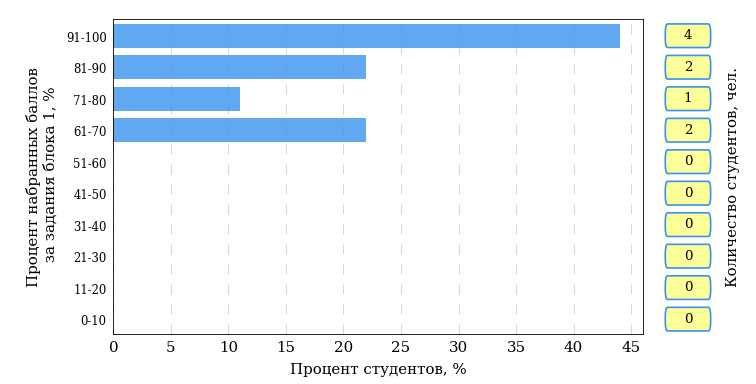 Процент набранных баллов
за задания блока 1, %
91-100 4
81-90 2
71-80 1
61-70 2
51-60 0
41-50 0
31-40 0
21-30 0
11-20 0
0-10 0
0 5 10 15 20 25 30 35 40 45
Процент студентов, %
Количество студентов, чел.